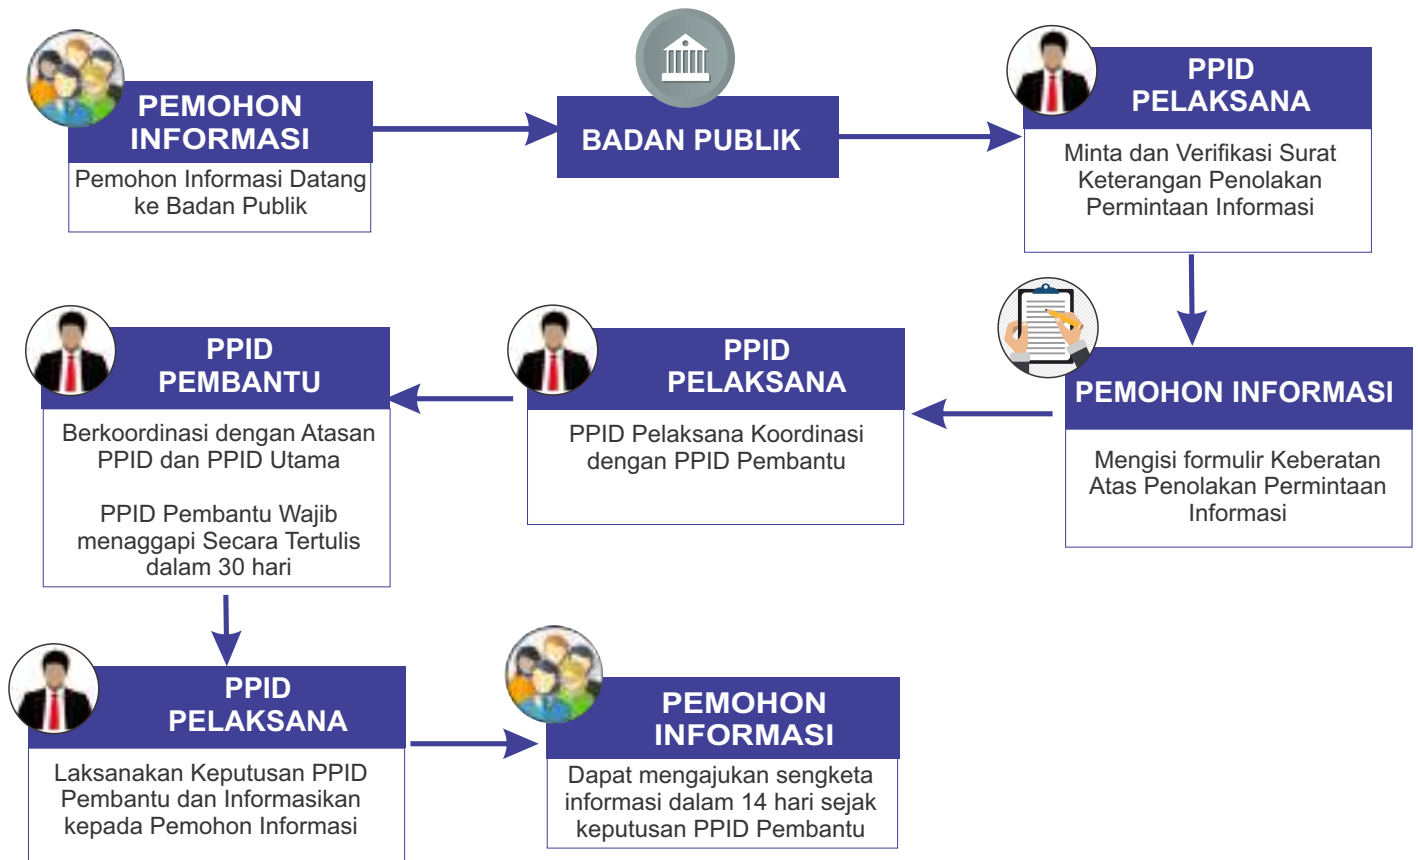 PEMOHON
INFORMASI
Pemohon Informasi Datang
ke Badan Publik
BADAN PUBLIK
PPID
PELAKSANA
Minta dan Verifikasi Surat
Keterangan Penolakan
Permintaan Informasi
PEMOHON INFORMASI
Mengisi formulir Keberatan
Atas Penolakan Permintaan
Informasi
PPID
PELAKSANA
PPID Pelaksana Koordinasi
dengan PPID Pembantu
PPID
PEMBANTU
Berkoordinasi dengan Atasan
PPID dan PPID Utama
PPID Pembantu Wajib
menaggapi Secara Tertulis
dalam 30 hari
PPID
PELAKSANA
Laksanakan Keputusan PPID
Pembantu dan Informasikan
kepada Pemohon Informasi
PEMOHON
INFORMASI
Dapat mengajukan sengketa
informasi dalam 14 hari sejak
keputusan PPID Pembantu